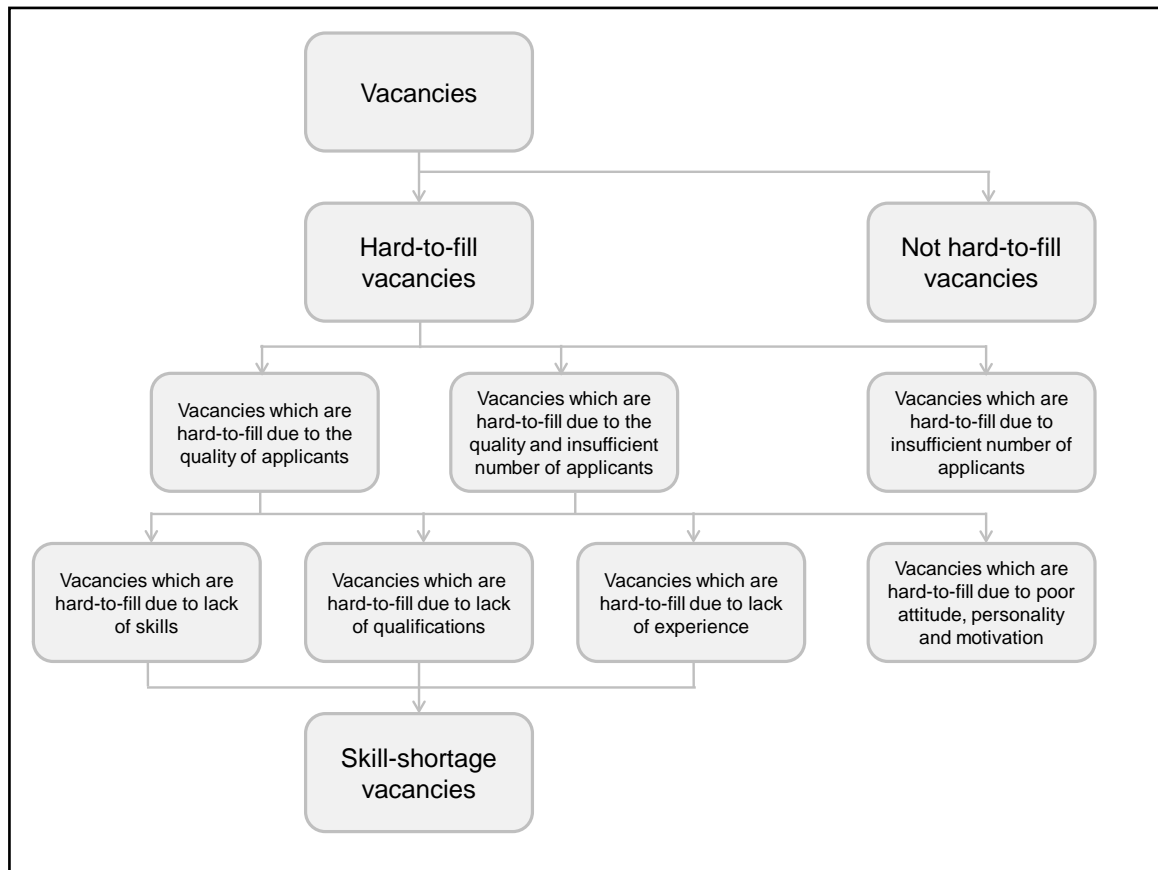 Vacancies
Hard-to-fill
vacancies
Not hard-to-fill
vacancies
Vacancies which are
hard-to-fill due to the
quality of applicants
Vacancies which are
hard-to-fill due to the
quality and insufficient
number of applicants
Vacancies which are
hard-to-fill due to
insufficient number of
applicants
Vacancies which are
hard-to-fill due to lack
of skills
Vacancies which are
hard-to-fill due to lack
of qualifications
Vacancies which are
hard-to-fill due to lack
of experience
Vacancies which are
hard-to-fill due to poor
attitude, personality
and motivation
Skill-shortage
vacancies